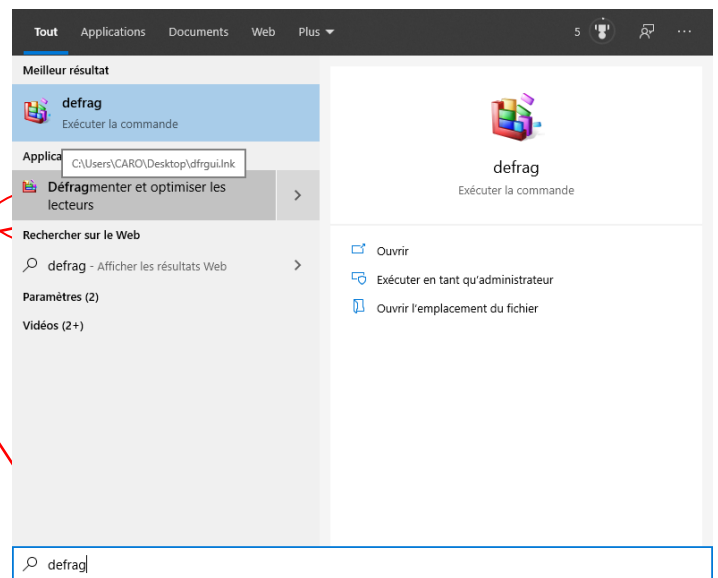 Tout Applications Documents Web Plus 5 ...
Meilleur résultat
defrag
Exécuter la commande
Applica
C:\Users\CARO\Desktop\dfrgui.lnk
Défragmenter et optimiser les
lecteurs
Rechercher sur le Web
defrag - Afficher les résultats Web
Paramètres (2)
Vidéos (2+)
defrag
Exécuter la commande
Ouvrir
Exécuter en tant qu'administrateur
Ouvrir l'emplacement du fichier
defrag